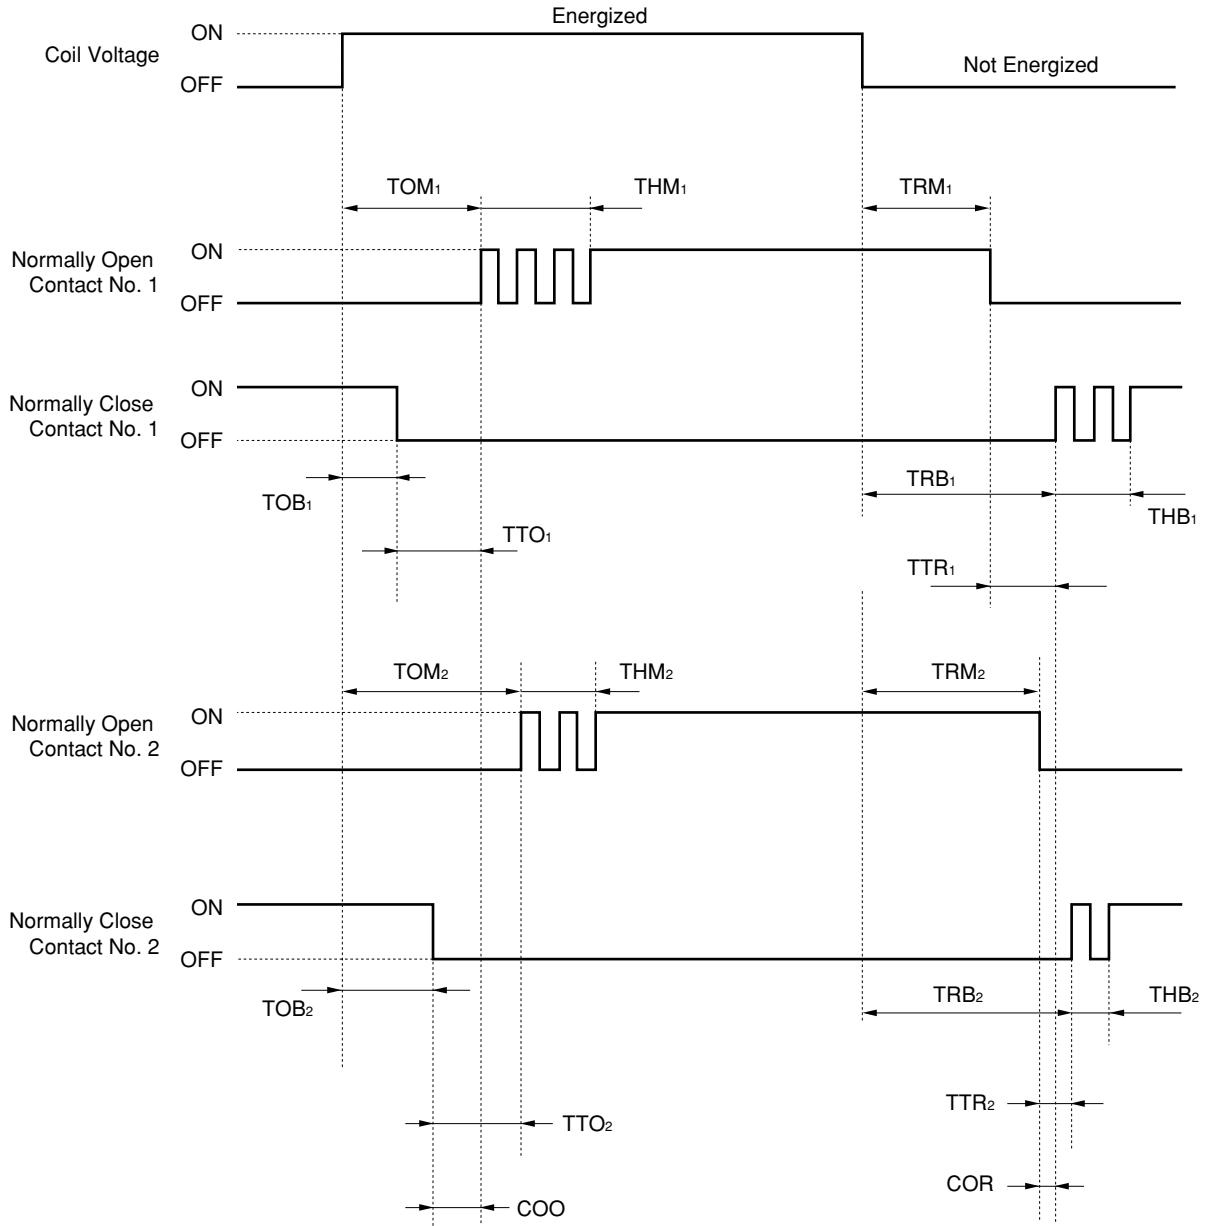 Energized
ON
Coil Voltage
Not Energized
OFF
TOM1
THM1
TRM1
ON
Normally Open
Contact No. 1
OFF
ON
Normally Close
Contact No. 1
OFF
TRB1
TOB1
THB1
TTO1
TTR1
TOM2
THM2
TRM2
ON
Normally Open
Contact No. 2
OFF
ON
Normally Close
Contact No. 2
OFF
TOB2
TRB2
THB2
TTR2
TTO2
COR
COO